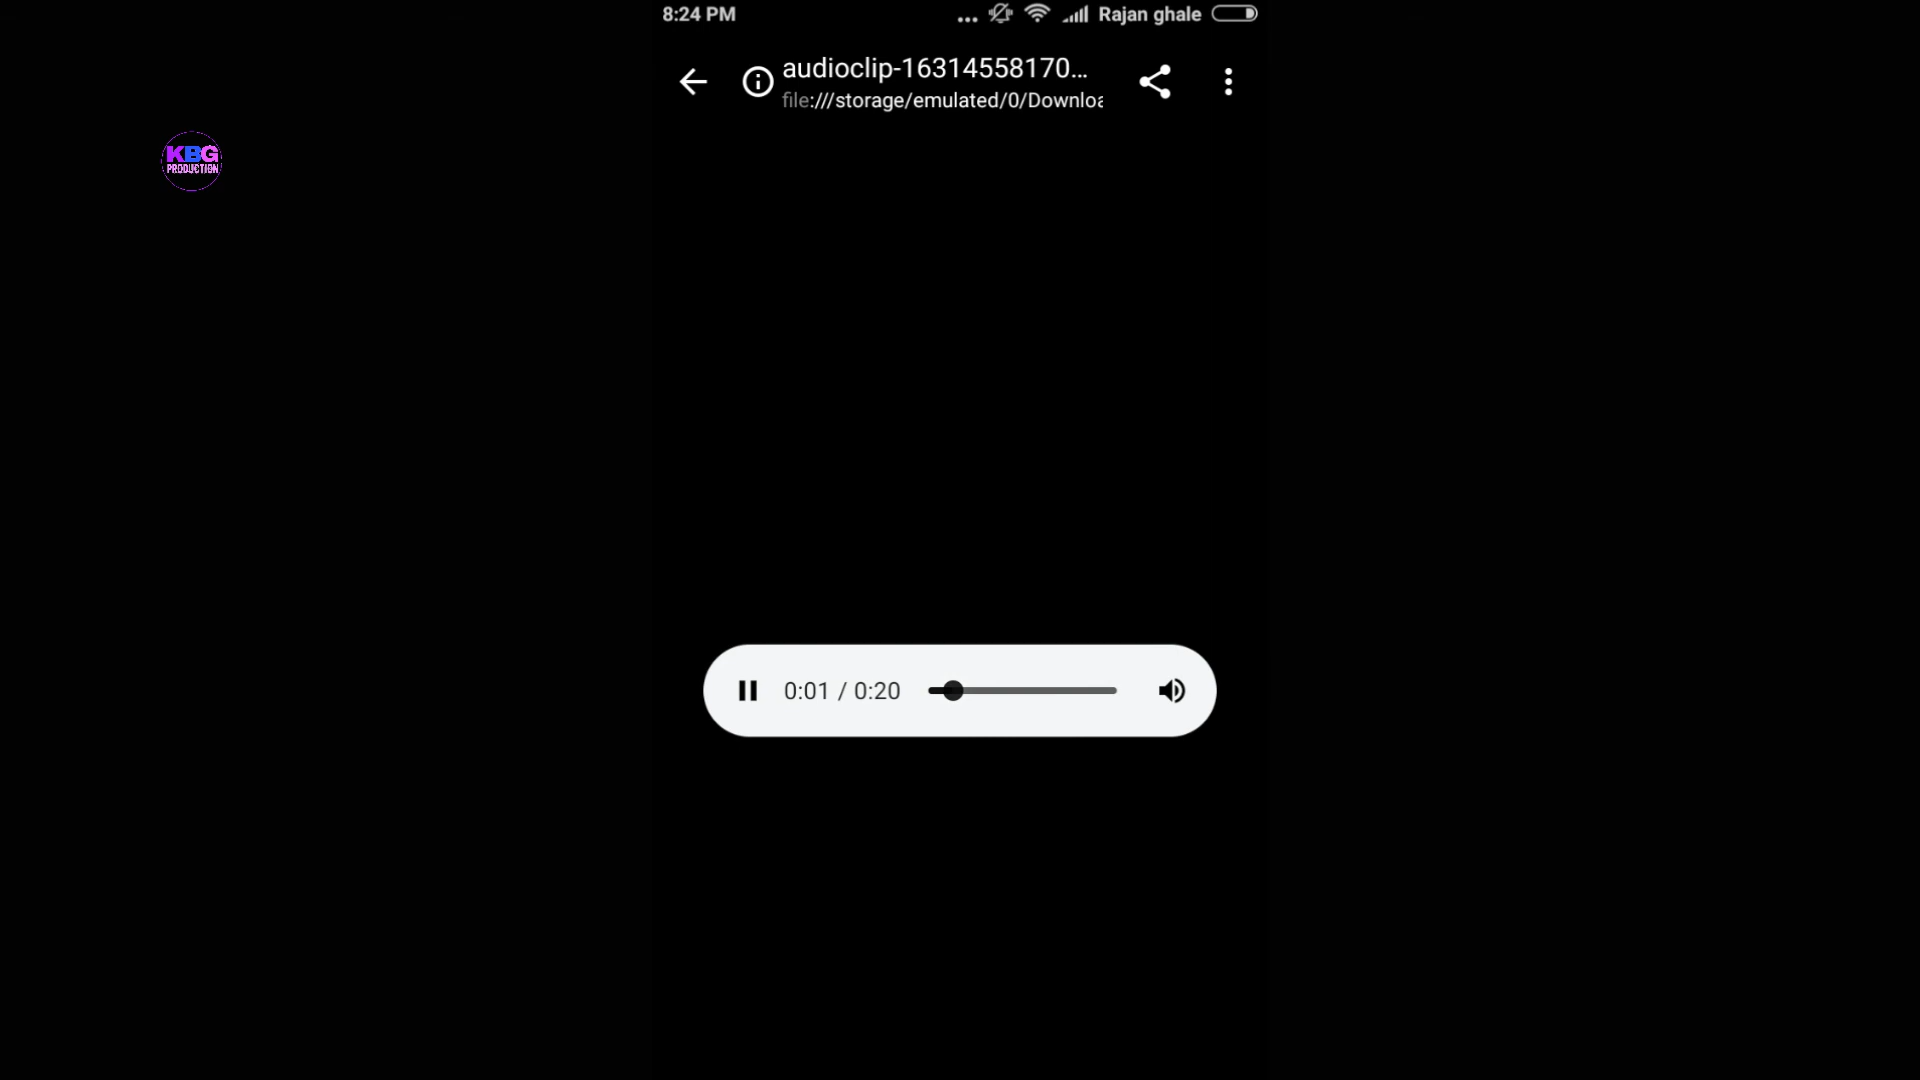 8:24 PM
... Rajan ghale
audioclip-16314558170...
file:///storage/emulated/0/Downloa
KBG
PRODUCTION
0:01 / 0:20